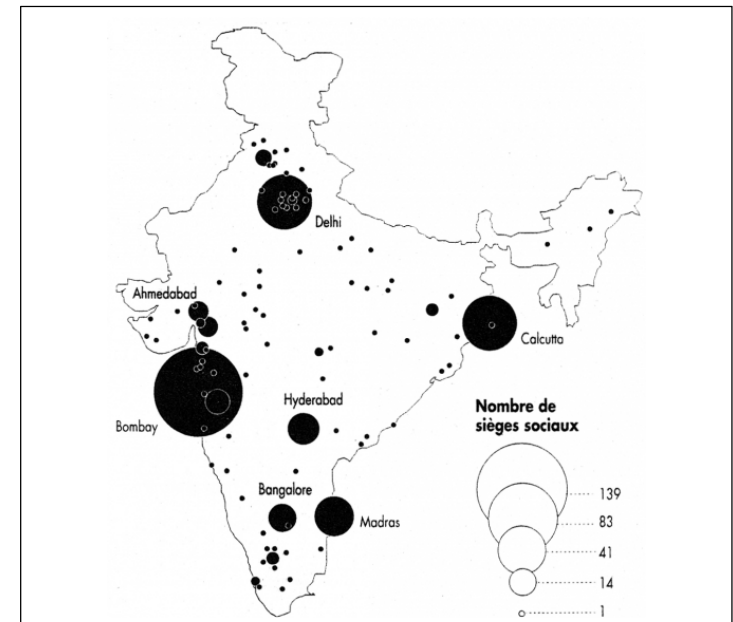 Delhi
Ahmedabad
Calcutta
Bombay
Hyderabad
Nombre de
sièges sociaux
Bangalore
Madras
139
83
41
14
1